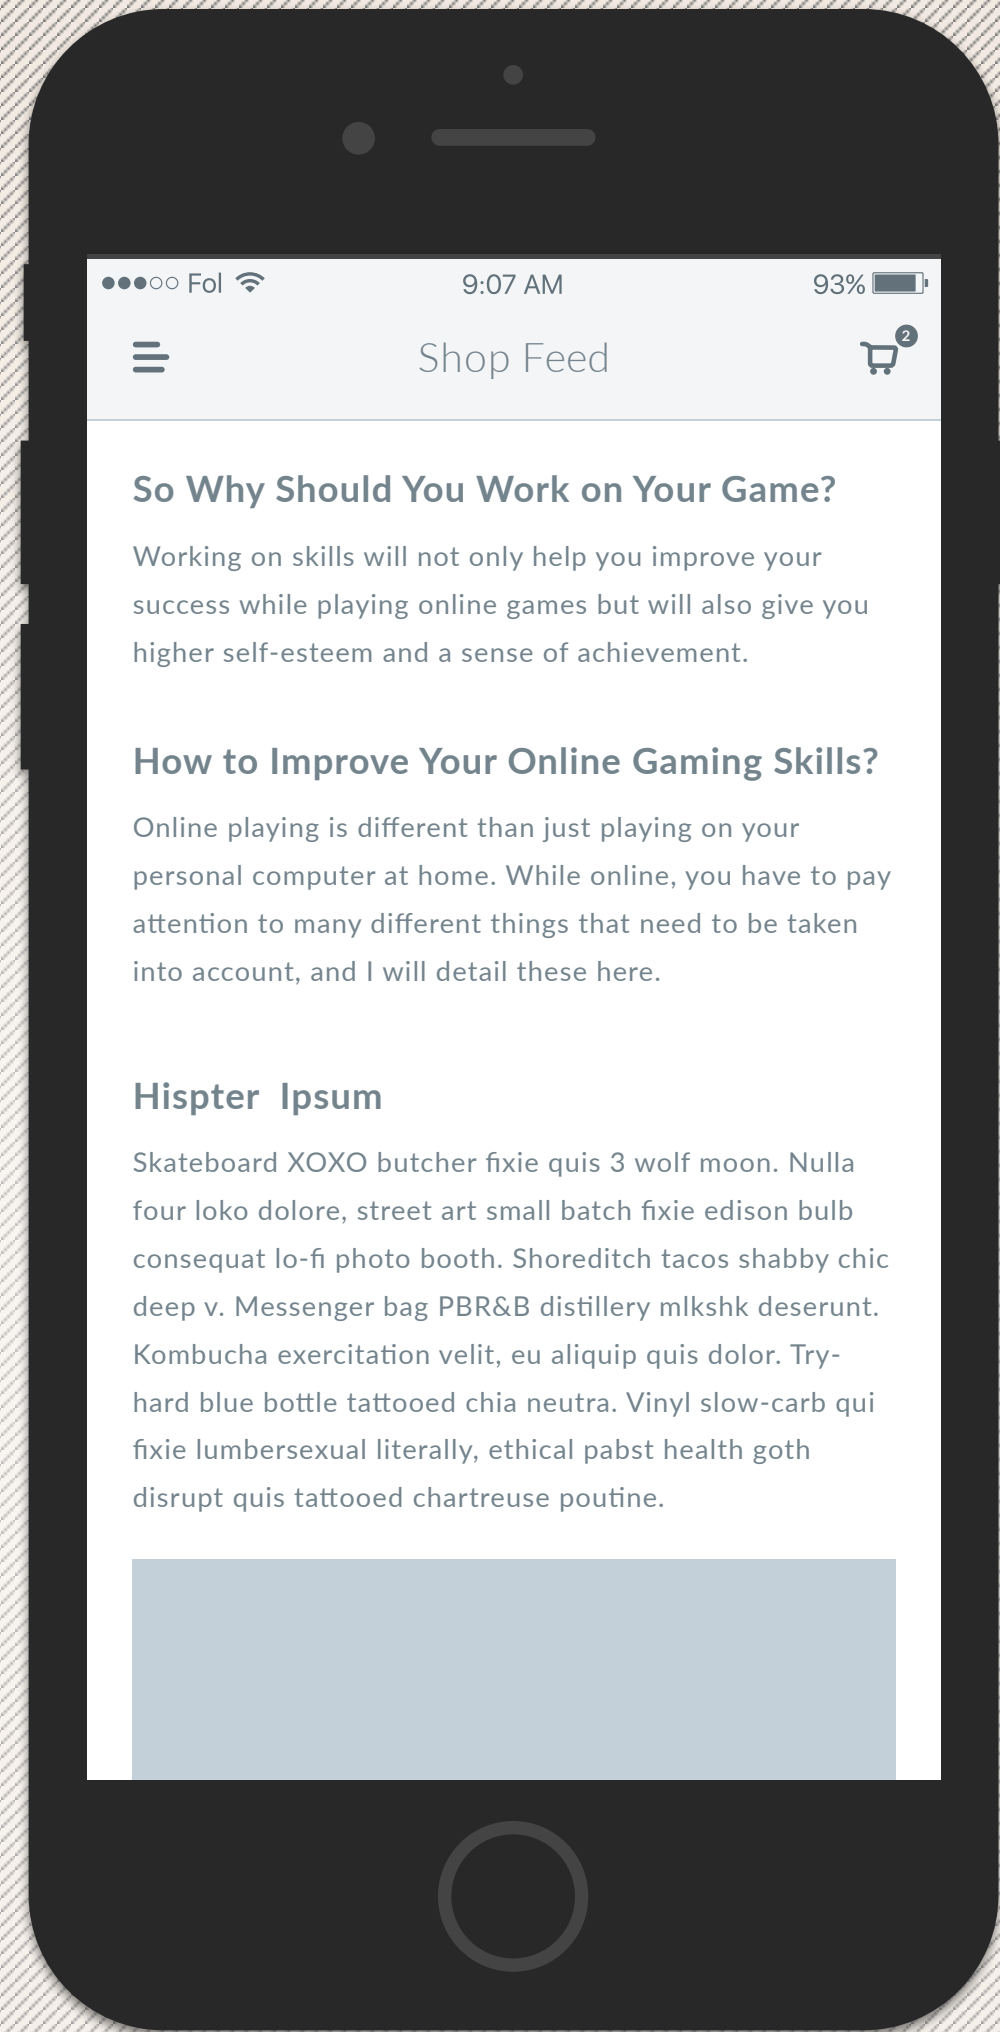 Fol
9:07 AM
93%
Shop Feed
2
So Why Should You Work on Your Game?
Working on skills will not only help you improve your
success while playing online games but will also give you
higher self-esteem and a sense of achievement.
How to Improve Your Online Gaming Skills?
Online playing is different than just playing on your
personal computer at home. While online, you have to pay
attention to many different things that need to be taken
into account, and I will detail these here.
Hispter  Ipsum
Skateboard XOXO butcher fixie quis 3 wolf moon. Nulla
four loko dolore, street art small batch fixie edison bulb
consequat lo-fi photo booth. Shoreditch tacos shabby chic
deep v. Messenger bag PBR&B distillery mlkshk deserunt.
Kombucha exercitation velit, eu aliquip quis dolor. Try-
hard blue bottle tattooed chia neutra. Vinyl slow-carb qui
fixie lumbersexual literally, ethical pabst health goth
disrupt quis tattooed chartreuse poutine.